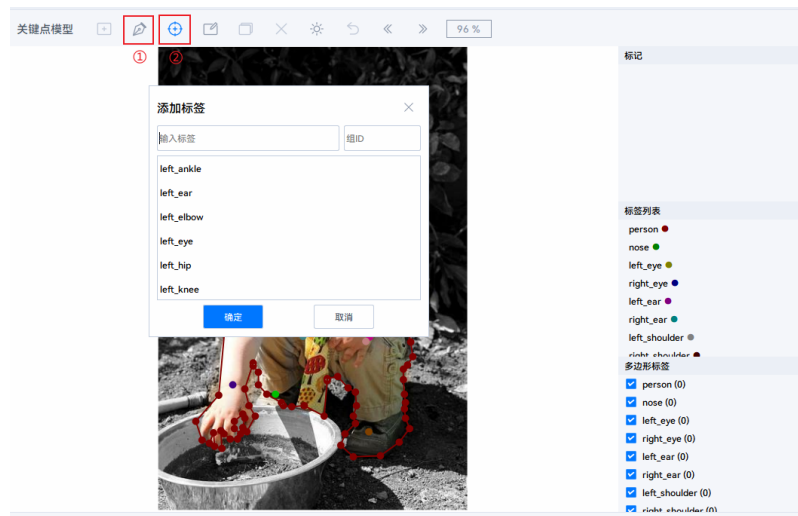 关键点模型
96 %
① ②
添加标签
输入标签
组ID
left_ankle
left_ear
left_elbow
left_eye
left_hip
left_knee
确定
取消
标记
标签列表
person
nose
left_eye
right_eye
left_ear
right_ear
left_shoulder
right_shoulder
多边形标签
person (0)
nose (0)
left_eye (0)
right_eye (0)
left_ear (0)
right_ear (0)
left_shoulder (0)
right_shoulder (0)